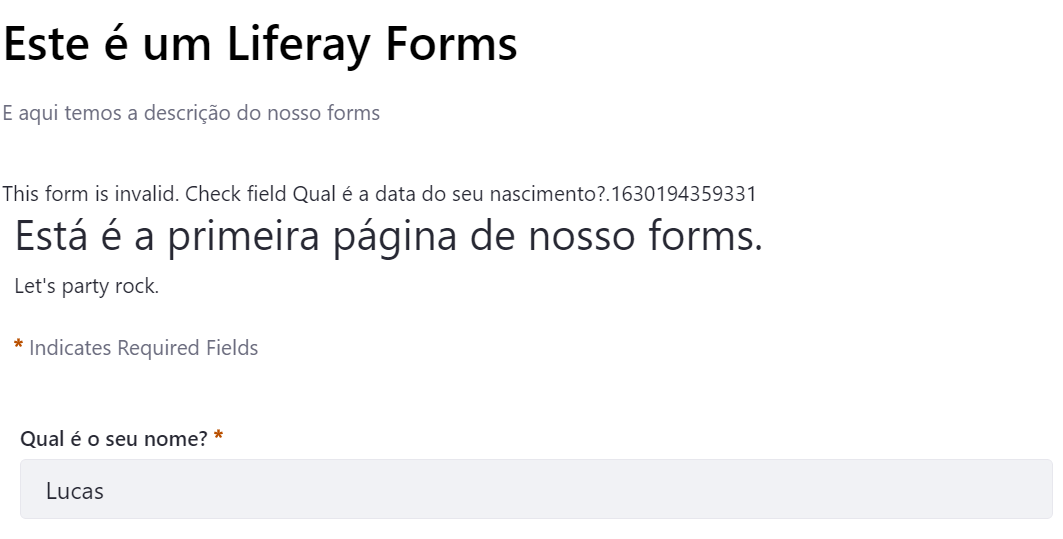 Este é um Liferay Forms
E aqui temos a descrição do nosso forms
This form is invalid. Check field Qual é a data do seu nascimento?.1630194359331
Está é a primeira página de nosso forms.
Let's party rock.
* Indicates Required Fields
Qual é o seu nome? *
Lucas